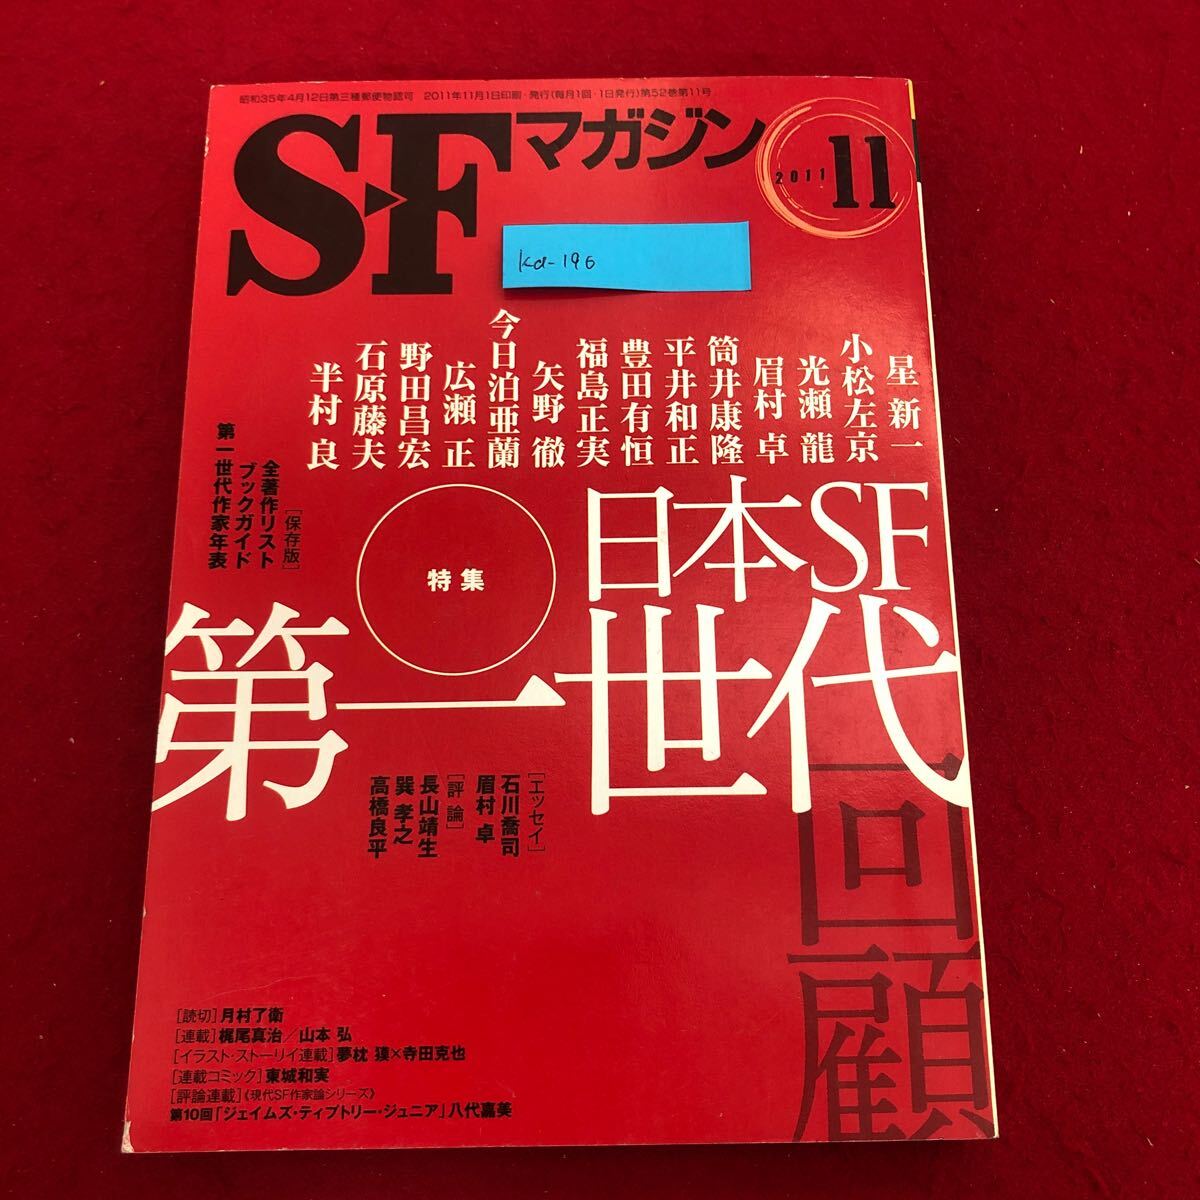 昭和35年4月12日第三種郵便物認可 2011年11月1日印刷・発行(毎月1回・1日発行)第52巻第11号
S-Fマガジン
2011 11
ka-196
星 新一
小松左京
光瀬 龍
眉村 卓
筒井康隆
平井和正
豊田有恒
福島正実
矢野 徹
今日泊亜蘭
広瀬 正
野田昌宏
石原藤夫
半村 良
[保存版]
全著作リスト
ブックガイド
第一世代作家年表
特集
日本SF
第一世代
回顧
[エッセイ]
石川喬司
眉村 卓
[評論]
長山靖生
巽 孝之
高橋良平
[読切]月村了衛
[連載]梶尾真治/山本 弘
[イラスト・ストーリイ連載]夢枕 獏×寺田克也
[連載コミック]東城和実
[評論連載]《現代SF作家論シリーズ》
第10回「ジェイムズ・ティプトリー・ジュニア」八代嘉美